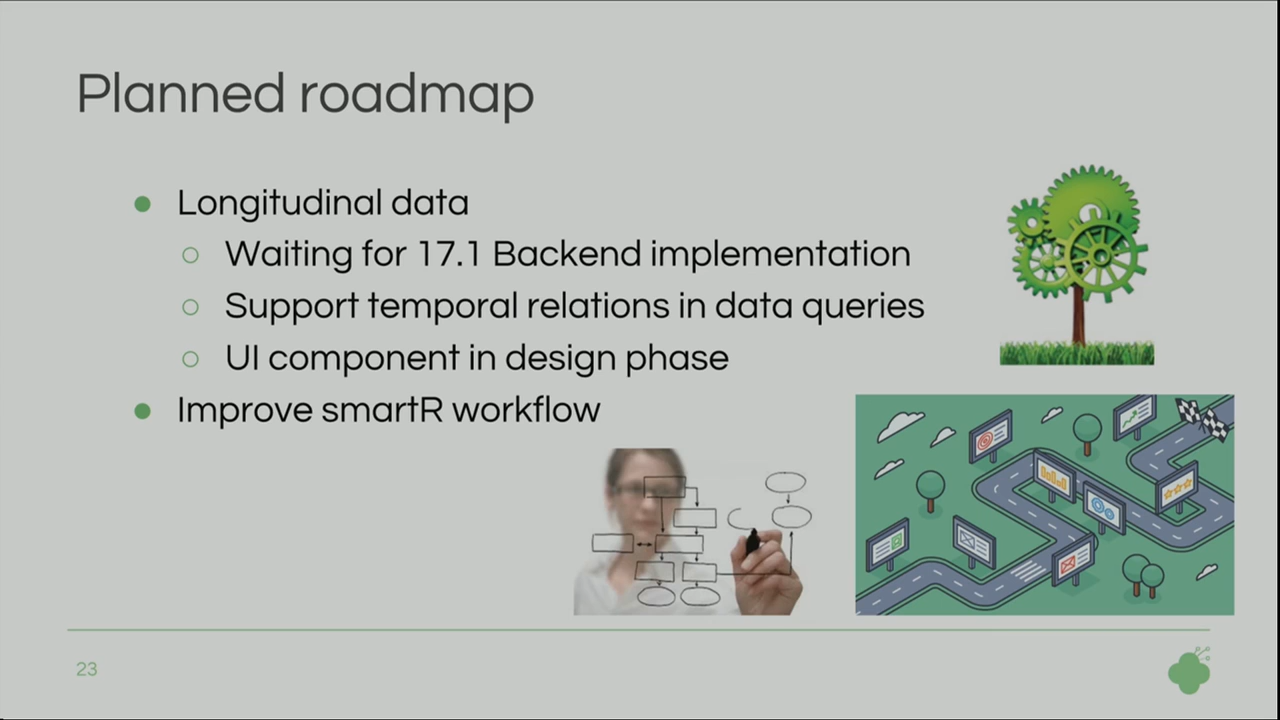 Planned roadmap
● Longitudinal data
○ Waiting for 17.1 Backend implementation
○ Support temporal relations in data queries
○ UI component in design phase
● Improve smartR workflow
23